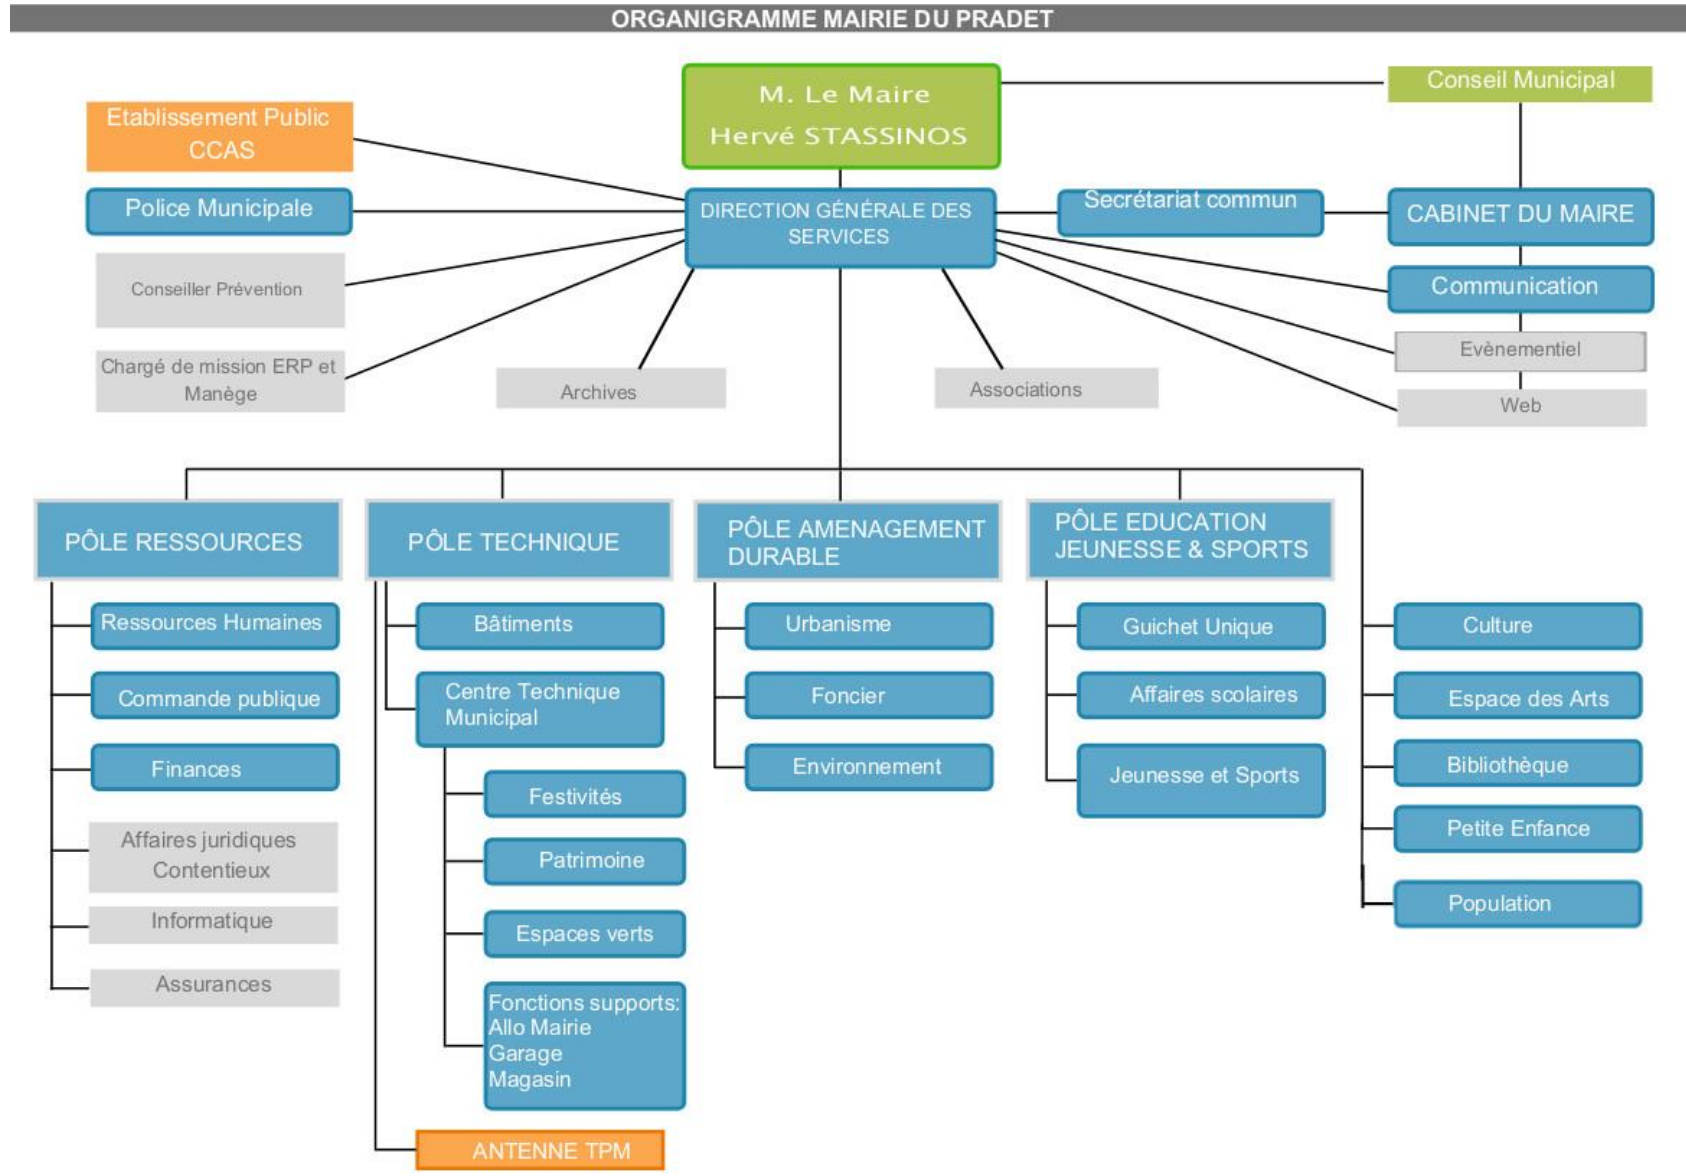 ORGANIGRAMME MAIRIE DU PRADET
M. Le Maire
Hervé STASSINOS
Conseil Municipal
Etablissement Public
CCAS
Police Municipale
DIRECTION GÉNÉRALE DES
SERVICES
Secrétariat commun
CABINET DU MAIRE
Conseiller Prévention
Communication
Chargé de mission ERP et
Manège
Archives
Associations
Evènementiel
Web
PÔLE RESSOURCES
Ressources Humaines
Commande publique
Finances
Affaires juridiques
Contentieux
Informatique
Assurances
PÔLE TECHNIQUE
Bâtiments
Centre Technique
Municipal
Festivités
Patrimoine
Espaces verts
Fonctions supports:
Allo Mairie
Garage
Magasin
ANTENNE TPM
PÔLE AMENAGEMENT
DURABLE
Urbanisme
Foncier
Environnement
PÔLE EDUCATION
JEUNESSE & SPORTS
Guichet Unique
Affaires scolaires
Jeunesse et Sports
Culture
Espace des Arts
Bibliothèque
Petite Enfance
Population